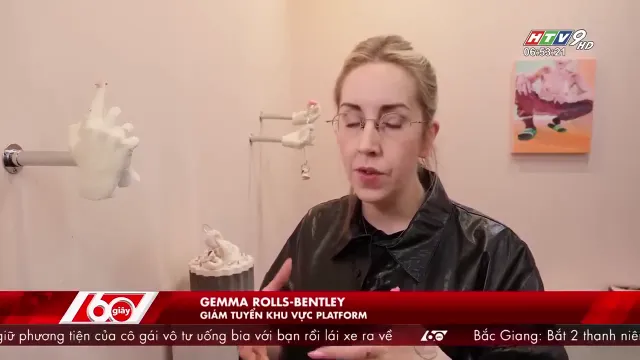 HTV9 HD
06:53:21
GEMMA ROLLS-BENTLEY
GIÁM TUYỂN KHU VỰC PLATFORM
60 giây
giữ phương tiện của cô gái vô tư uống bia với bạn rồi lái xe ra về
60
Bắc Giang: Bắt 2 thanh niê